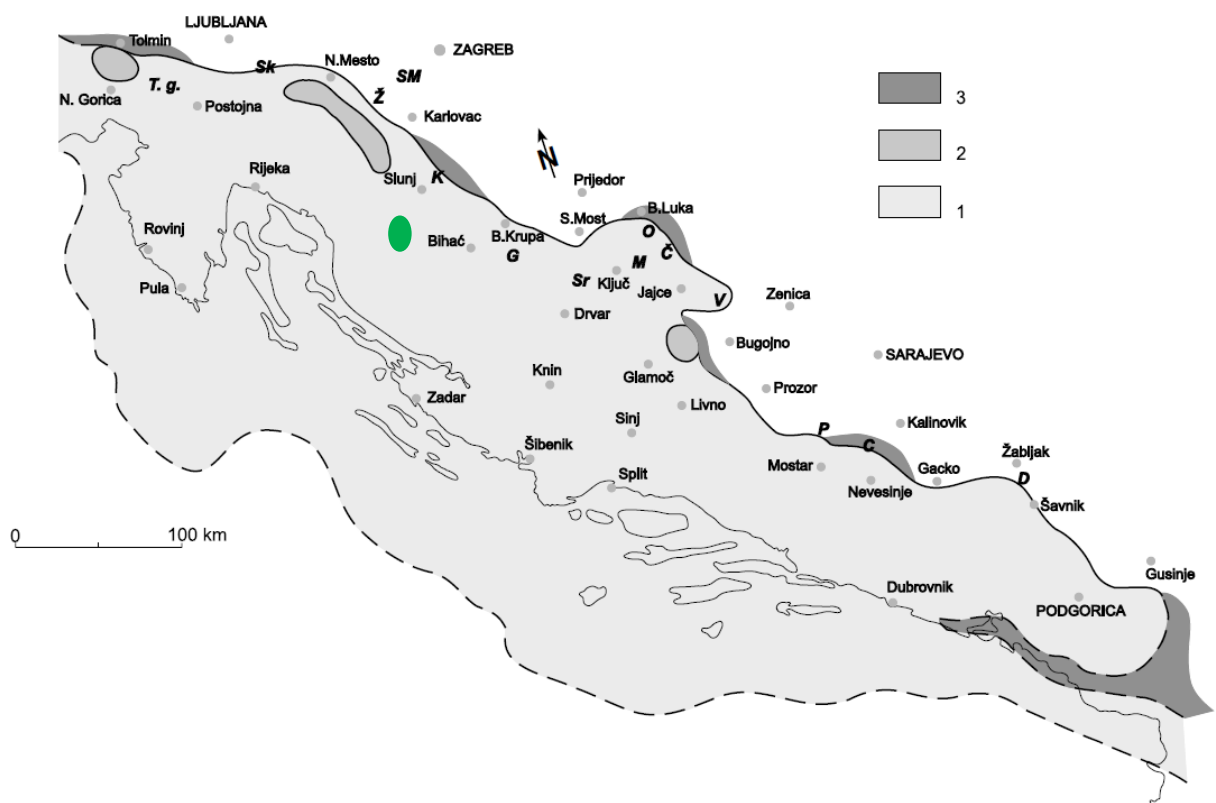 LJUBLJANA
Tolmin
ZAGREB
Sk
N.Mesto
SM
T. g.
Ž
3
N. Gorica
Postojna
Karlovac
2
N
Rijeka
Slunj
K
Prijedor
1
B.Luka
S.Most
Rovinj
B.Krupa
O
Bihać
G
Č
M
Sr
Ključ
Pula
Jajce
V
Zenica
Drvar
Bugojno
SARAJEVO
Knin
Glamoč
Prozor
Zadar
Livno
Sinj
Kalinovik
P
Šibenik
C
Žabljak
Mostar
Gacko
Split
Nevesinje
D
Šavnik
0
100 km
Gusinje
Dubrovnik
PODGORICA